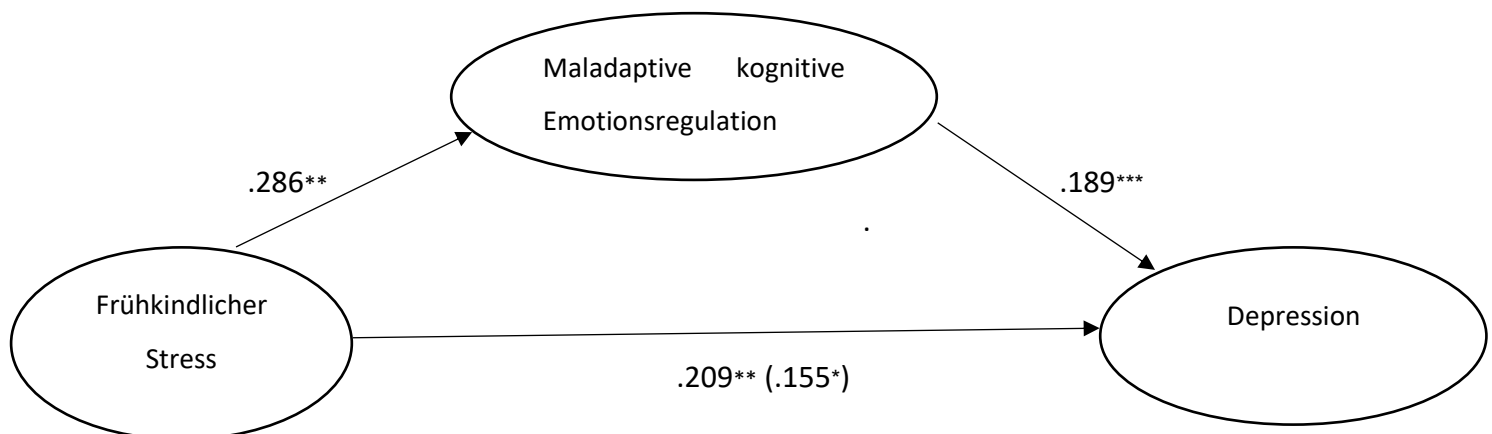 Maladaptive kognitive
Emotionsregulation
.286**
.189***
.
Frühkindlicher
Stress
Depression
.209** (.155*)